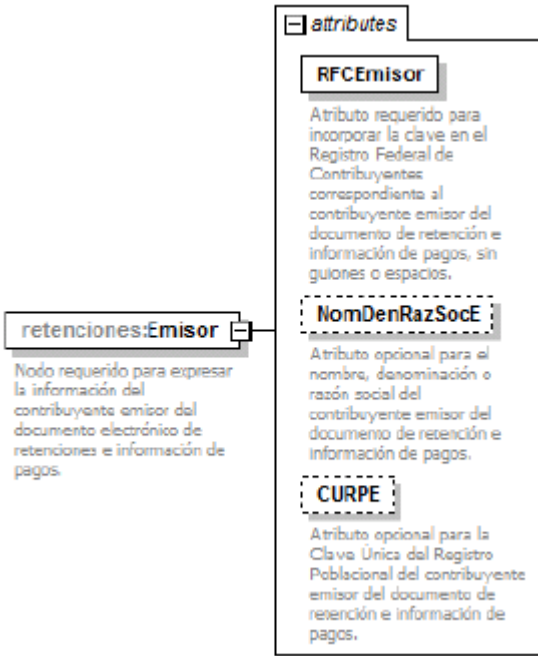 attributes
RFCEmisor
Atributo requerido para
incorporar la clave en el
Registro Federal de
Contribuyentes
correspondiente al
contribuyente emisor del
documento de retención e
información de pagos, sin
guiones o espacios.
retenciones:Emisor
Nodo requerido para expresar
la información del
contribuyente emisor del
documento electrónico de
retenciones e información de
pagos.
NomDenRazSocE
Atributo opcional para el
nombre, denominación o
razón social del
contribuyente emisor del
documento de retención e
información de pagos.
CURPE
Atributo opcional para la
Clave Única del Registro
Poblacional del contribuyente
emisor del documento de
retención e información de
pagos.